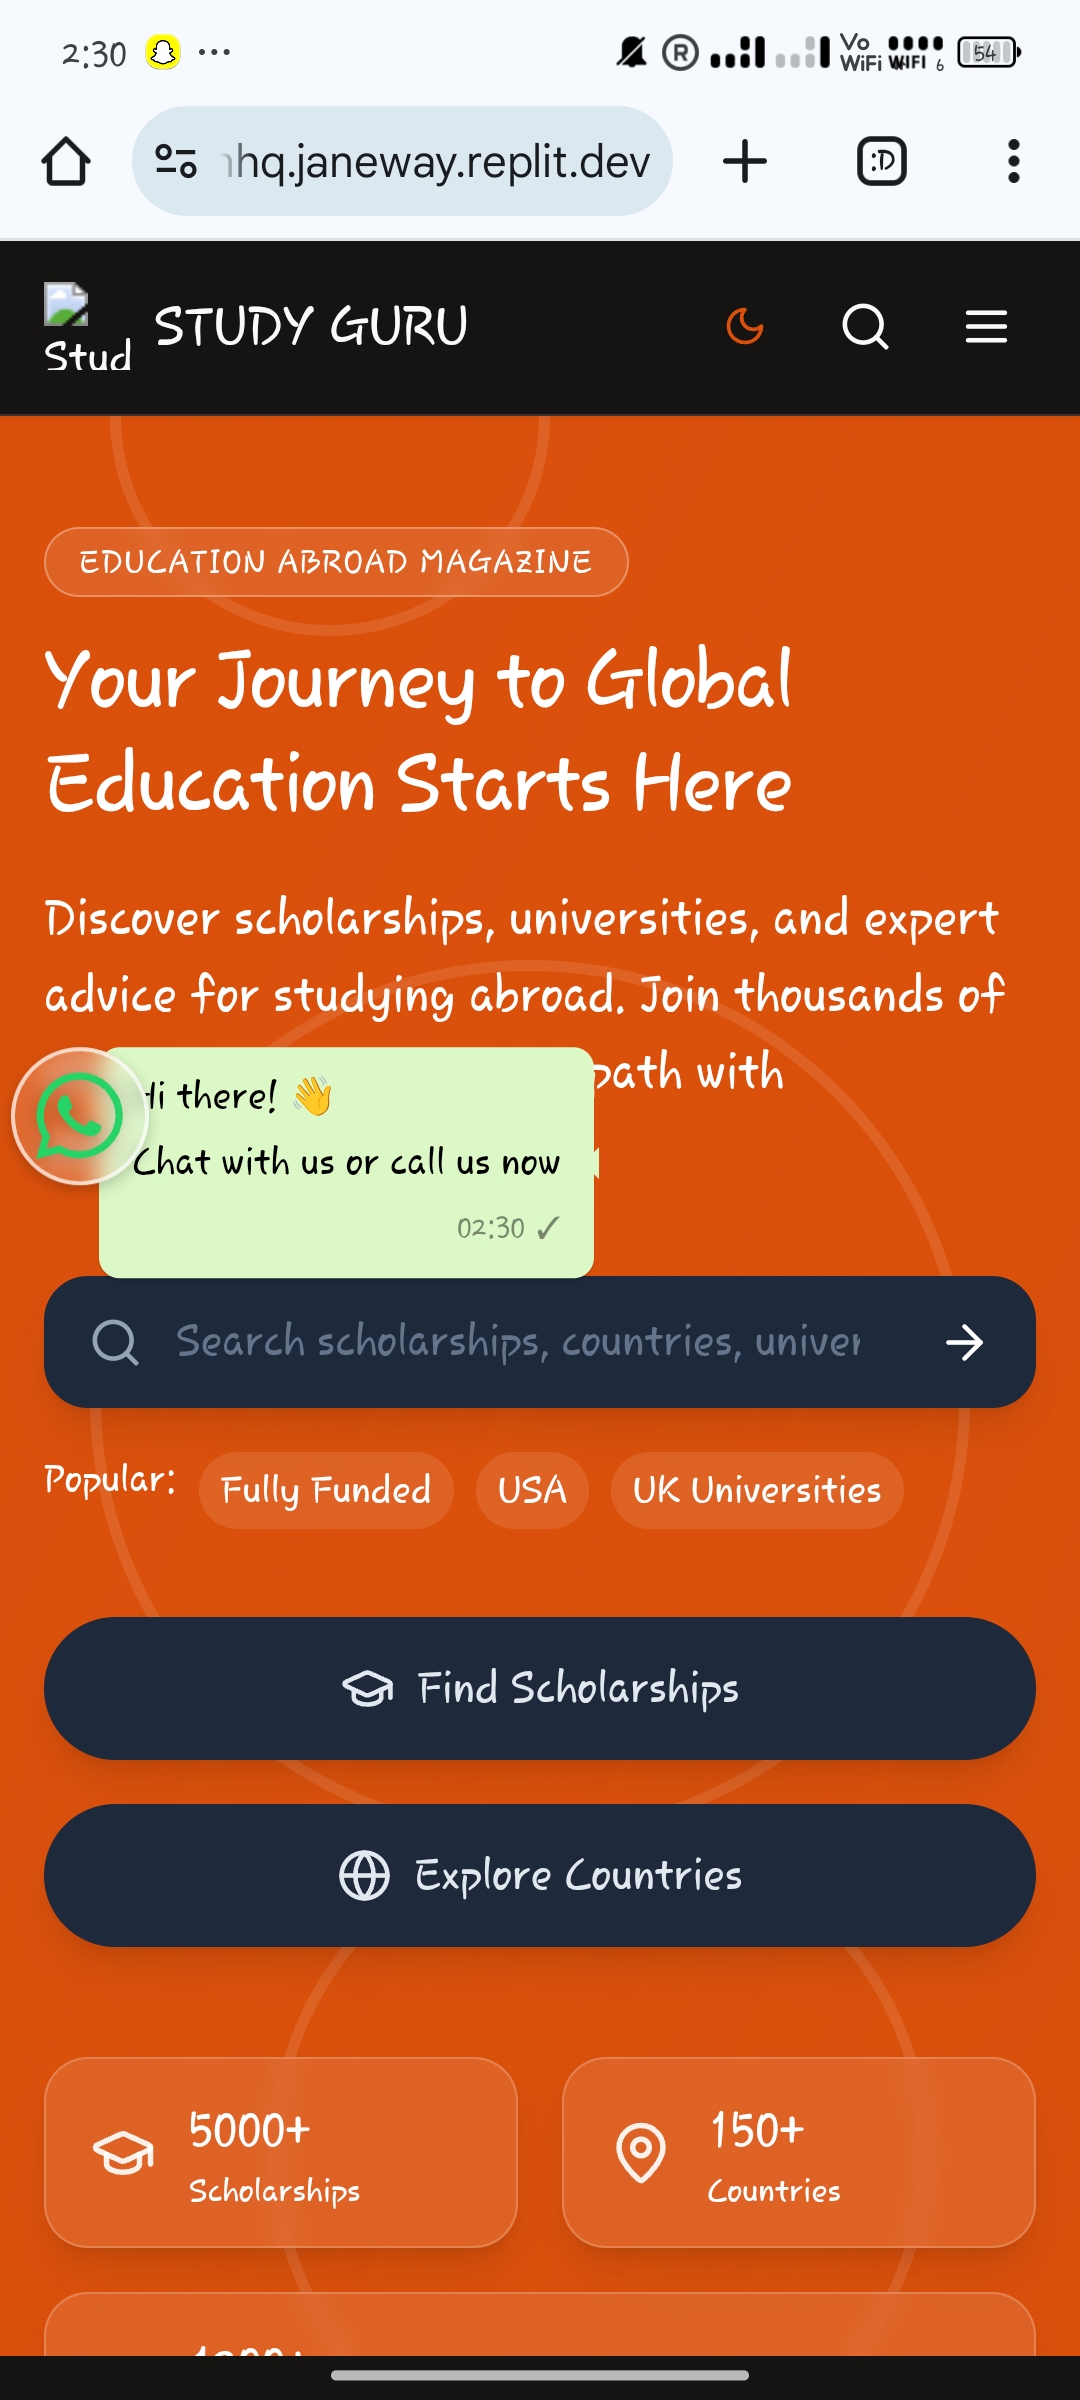 2:30
Vo
WiFi WIFI 6
54
hq.janeway.replit.dev
:D
Stud
STUDY GURU
EDUCATION ABROAD MAGAZINE
Your Journey to Global
Education Starts Here
Discover scholarships, universities, and expert
advice for studying abroad. Join thousands of
path with
Hi there! 👋
Chat with us or call us now
02:30 ✓
Search scholarships, countries, univer
Popular:
Fully Funded
USA
UK Universities
Find Scholarships
Explore Countries
5000+
Scholarships
150+
Countries